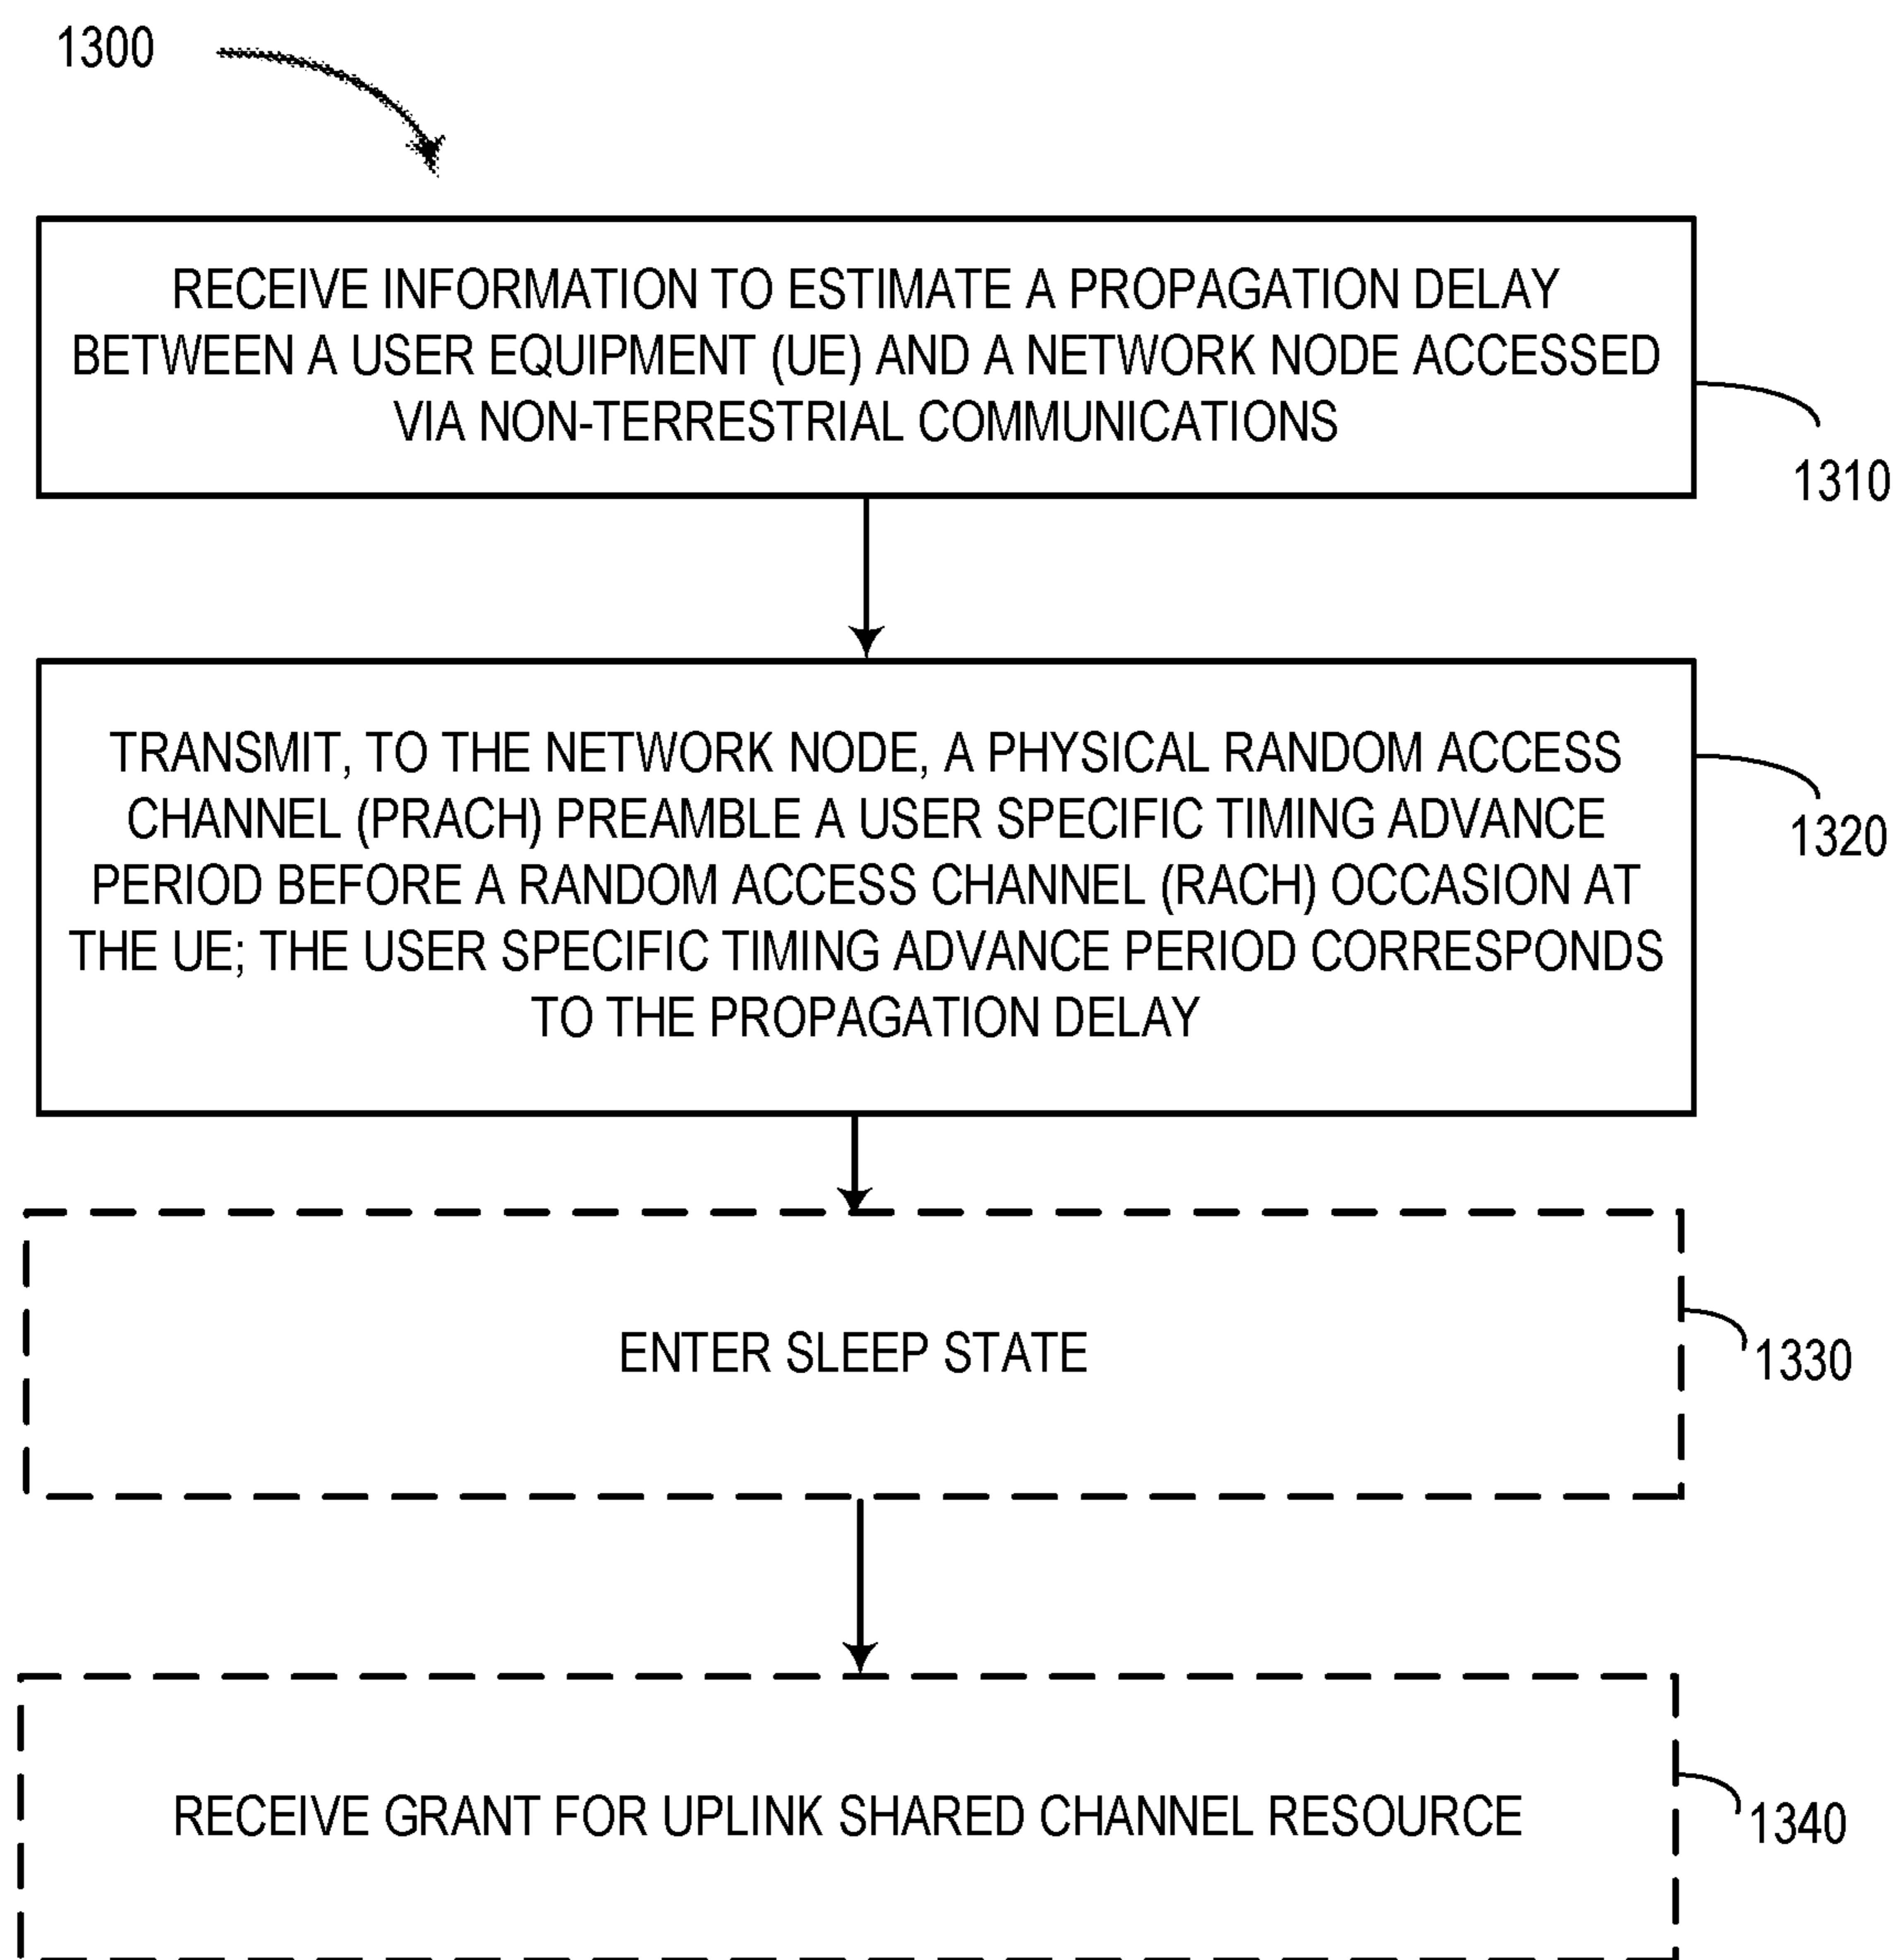 1300
RECEIVE INFORMATION TO ESTIMATE A PROPAGATION DELAY
BETWEEN A USER EQUIPMENT (UE) AND A NETWORK NODE ACCESSED
VIA NON-TERRESTRIAL COMMUNICATIONS
1310
TRANSMIT, TO THE NETWORK NODE, A PHYSICAL RANDOM ACCESS
CHANNEL (PRACH) PREAMBLE A USER SPECIFIC TIMING ADVANCE
PERIOD BEFORE A RANDOM ACCESS CHANNEL (RACH) OCCASION AT
THE UE; THE USER SPECIFIC TIMING ADVANCE PERIOD CORRESPONDS
TO THE PROPAGATION DELAY
1320
ENTER SLEEP STATE
1330
RECEIVE GRANT FOR UPLINK SHARED CHANNEL RESOURCE
1340